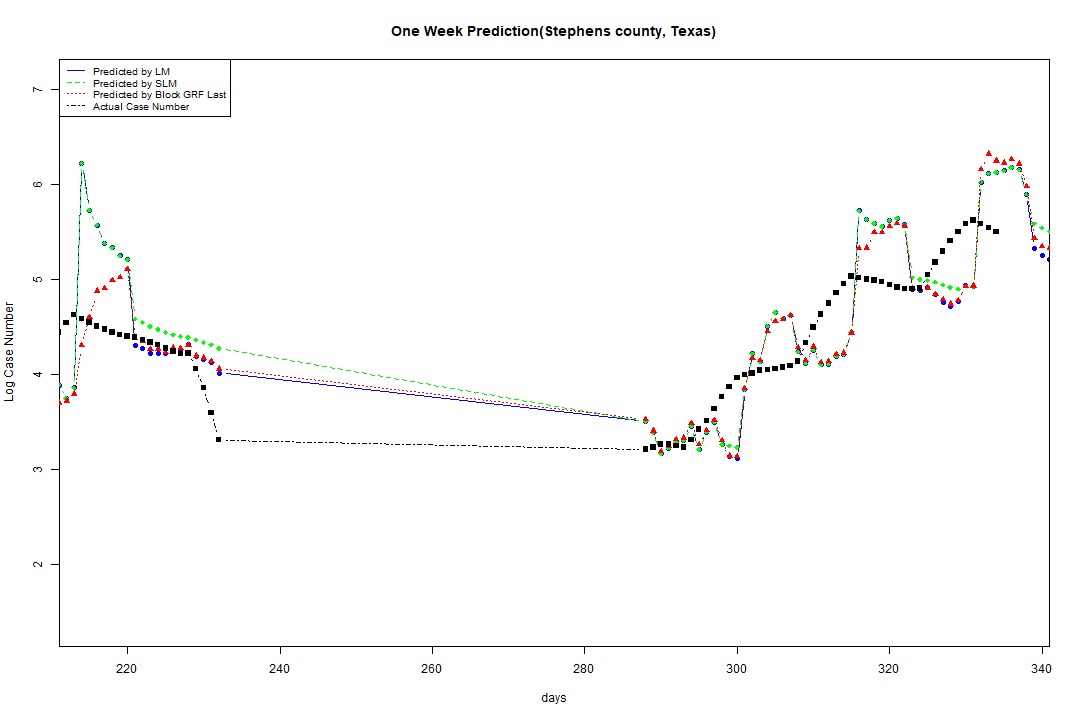 One Week Prediction(Stephens county, Texas)
Predicted by LM
Predicted by SLM
Predicted by Block GRF Last
Actual Case Number
Log Case Number
7
6
5
4
3
2
220 240 260 280 300 320 340
days